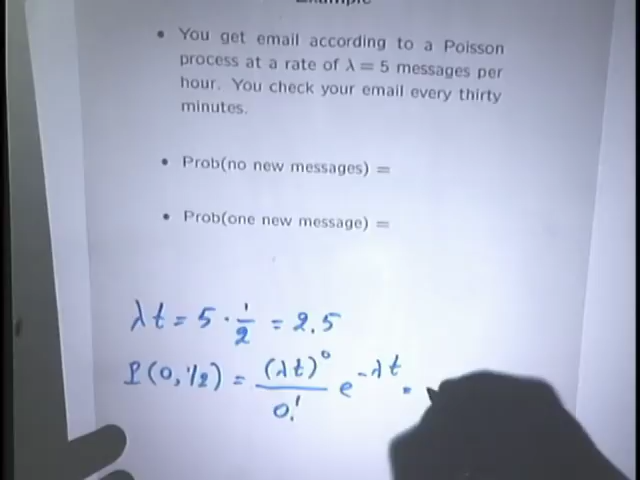 Example
• You get email according to a Poisson
process at a rate of λ = 5 messages per
hour. You check your email every thirty
minutes.
• Prob(no new messages) =
• Prob(one new message) =
λt = 5 · 1/2 = 2.5
P(0, 1/2) = (λt)^0 / 0! e^{-λt}